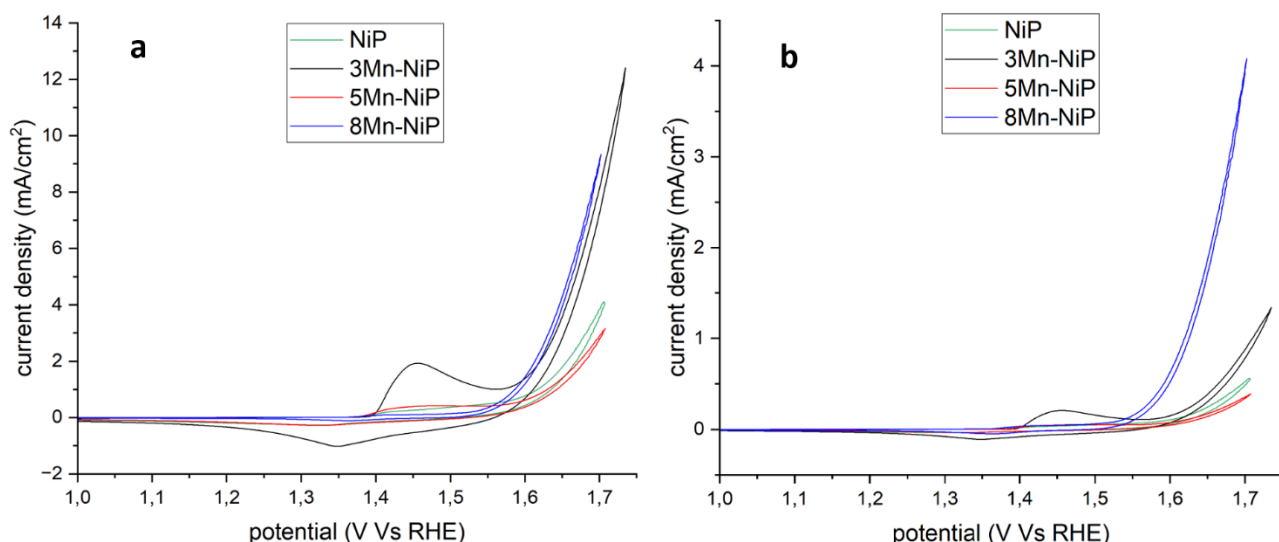 a
NiP
3Mn-NiP
5Mn-NiP
8Mn-NiP
14
12
10
8
6
4
2
0
−2
current density (mA/cm²)
1,0 1,1 1,2 1,3 1,4 1,5 1,6 1,7
potential (V Vs RHE)
b
NiP
3Mn-NiP
5Mn-NiP
8Mn-NiP
4
3
2
1
0
current density (mA/cm²)
1,0 1,1 1,2 1,3 1,4 1,5 1,6 1,7
potential (V Vs RHE)